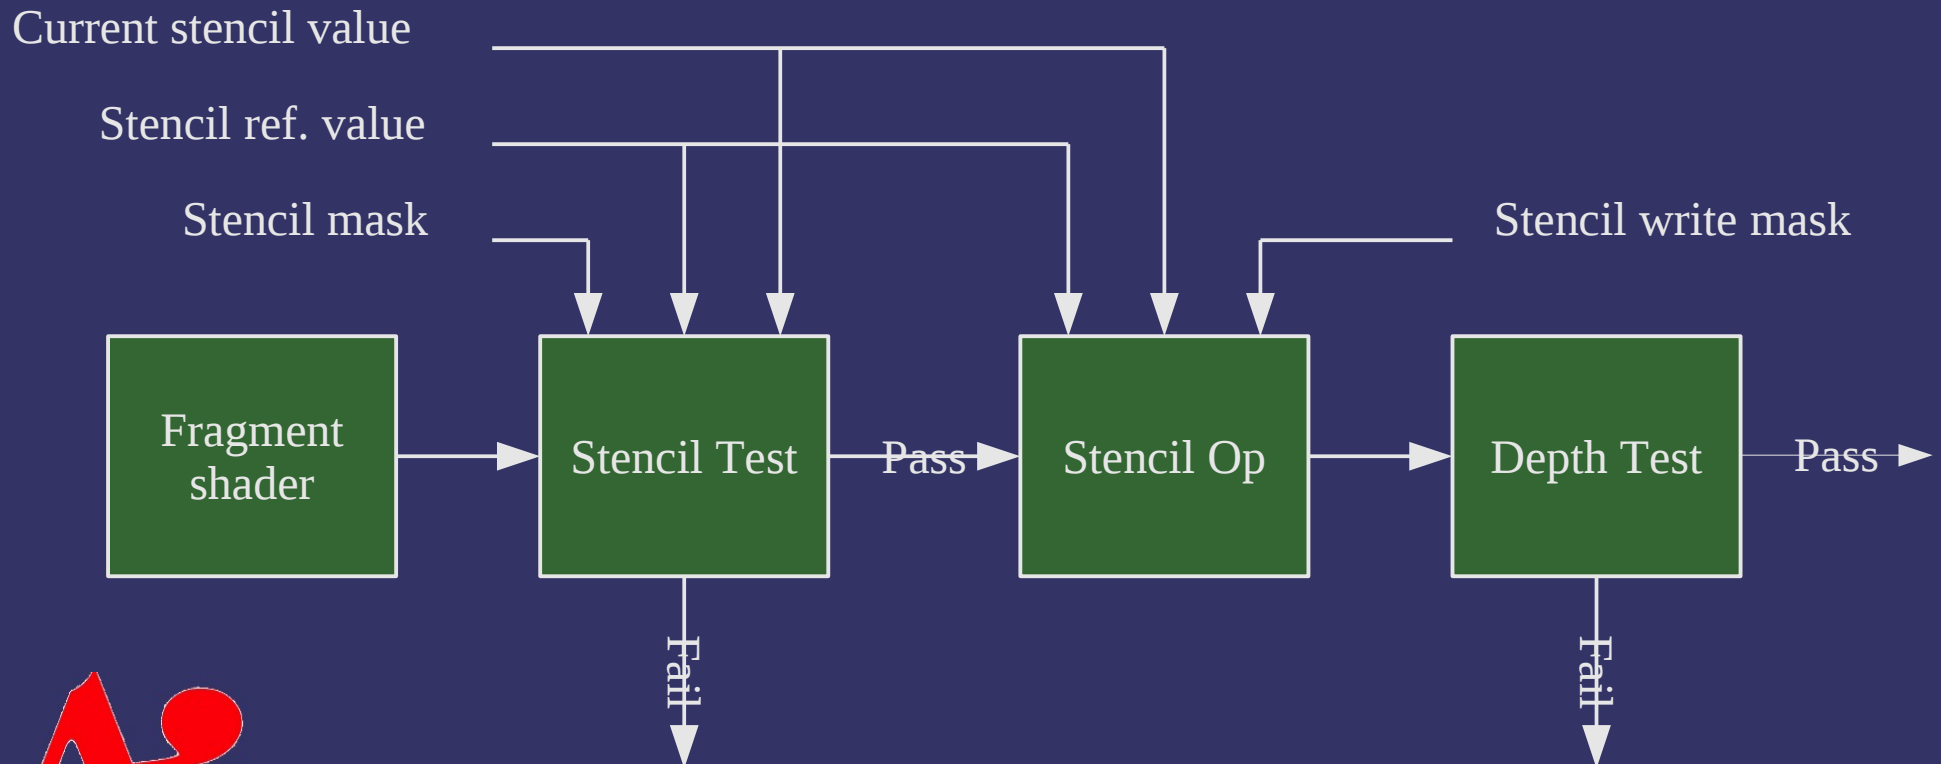 Current stencil value
Stencil ref. value
Stencil mask
Stencil write mask
Fragment
shader
Stencil Test
Pass
Stencil Op
Depth Test
Pass
Fail
Fail